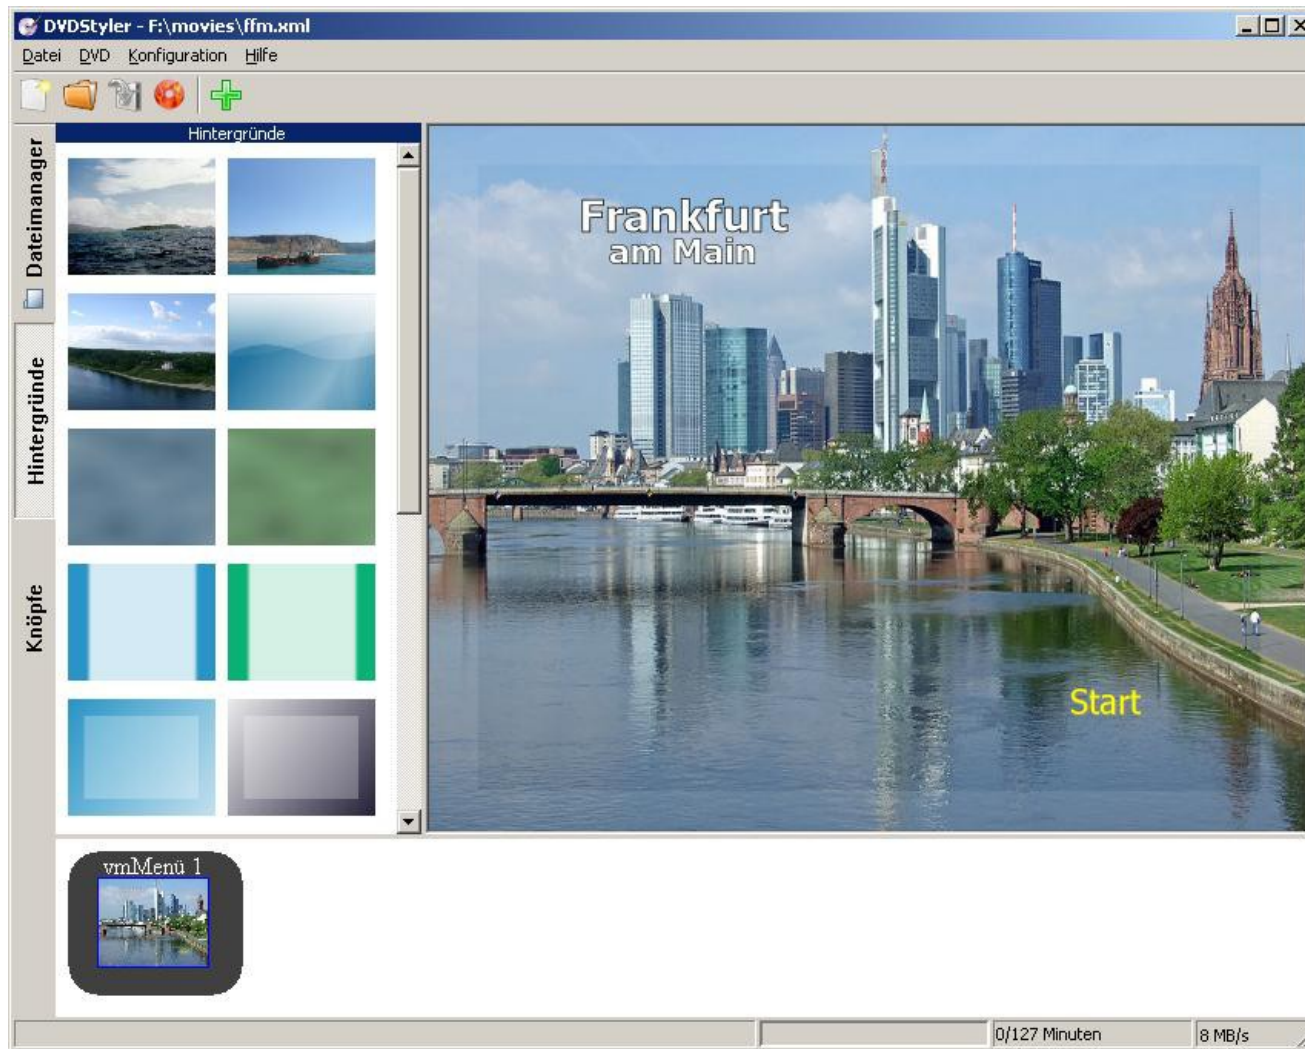 DVDStyler - F:\movies\ffm.xml
Datei DVD Konfiguration Hilfe
Dateimanager
Hintergründe
Knöpfe
Hintergründe
Frankfurt
am Main
Start
vmMenü 1
0/127 Minuten
8 MB/s